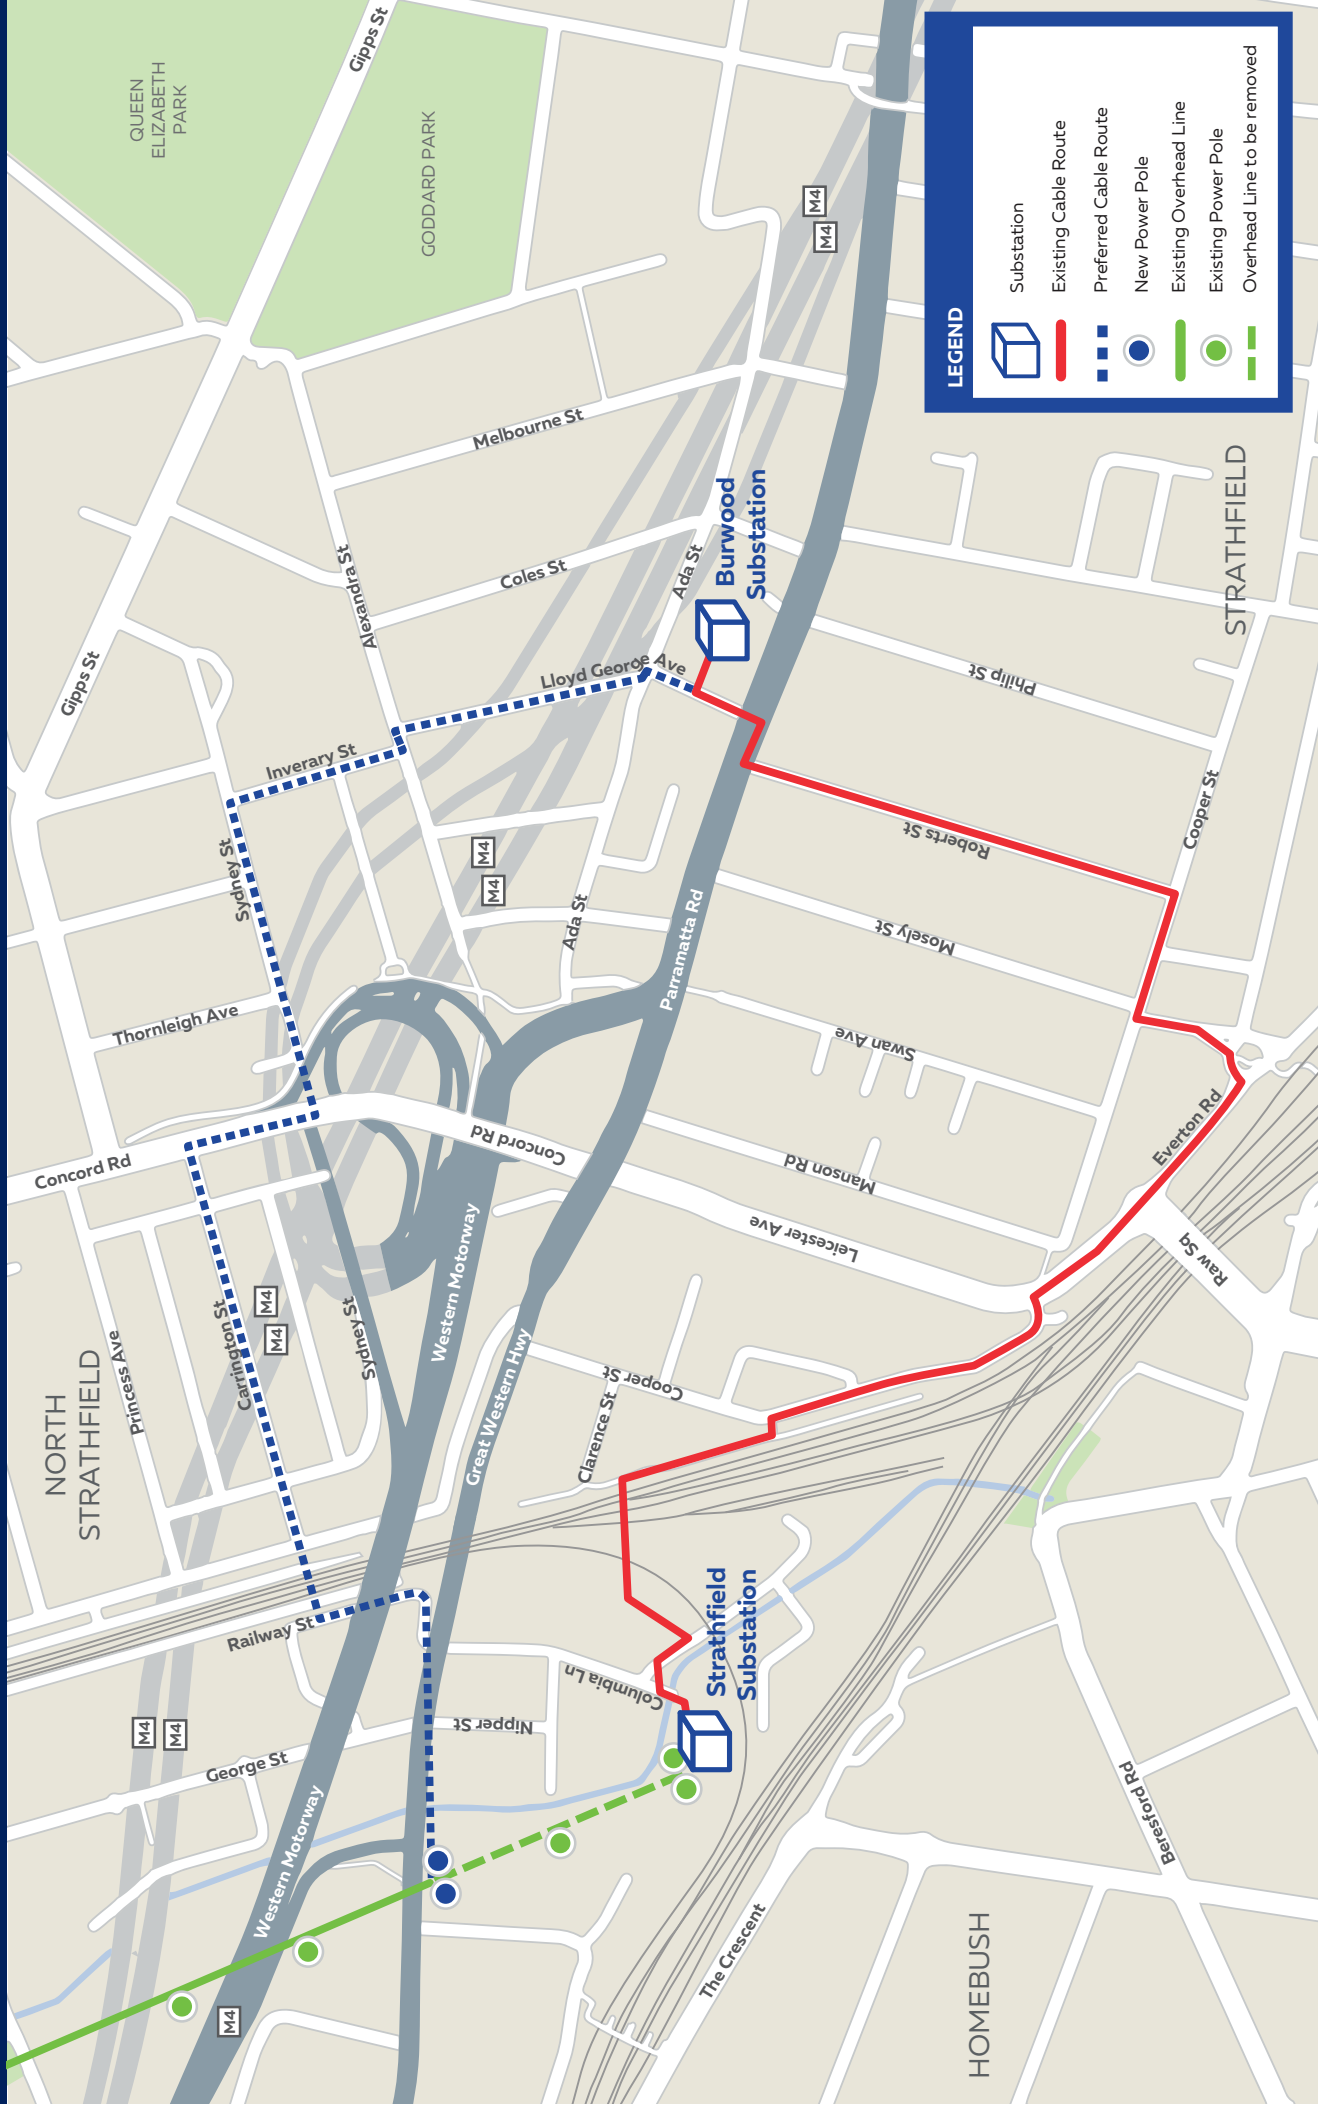 NORTH
STRATHFIELD
QUEEN
ELIZABETH
PARK
GODDARD PARK
Gipps St
Gipps St
Princess Ave
Concord Rd
Thornleigh Ave
Carrington St
Sydney St
Sydney St
Inverary St
Alexandra St
Lloyd George Ave
Coles St
Melbourne St
Ada St
Ada St
M4
M4
M4
M4
M4
M4
M4
M4
M4
Railway St
George St
Western Motorway
Western Motorway
Great Western Hwy
Parramatta Rd
Concord Rd
Burwood
Substation
Nipper St
Columbia Ln
Strathfield
Substation
Clarence St
Cooper St
Leicester Ave
Manson Rd
Swan Ave
Mosely St
Roberts St
Philip St
Cooper St
Everton Rd
Raw Sq
The Crescent
Beresford Rd
HOMEBUSH
STRATHFIELD
LEGEND
Substation
Existing Cable Route
Preferred Cable Route
New Power Pole
Existing Overhead Line
Existing Power Pole
Overhead Line to be removed